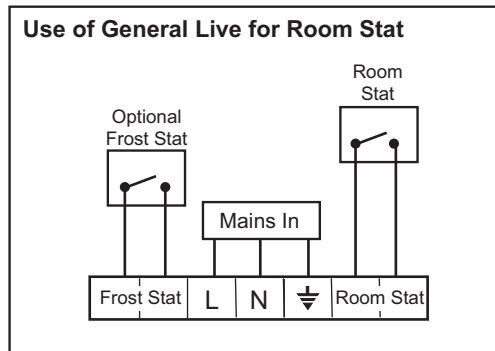 Use of General Live for Room Stat
Room
Stat
Optional
Frost Stat
Mains In
Frost Stat
L
N
Room Stat